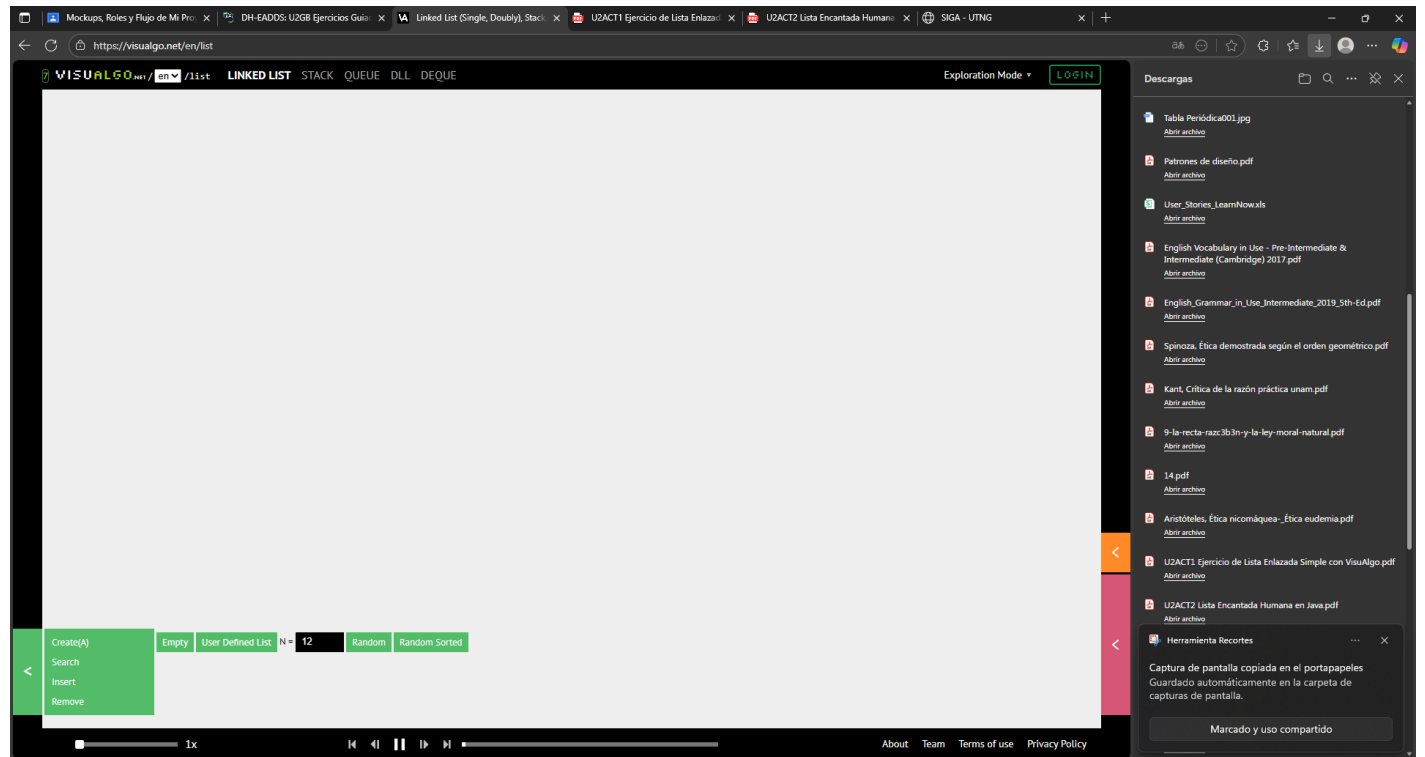 Mockups, Roles y Flujo de Mi Pro
DH-EADDS: U2GB Ejercicios Guia
Linked List (Single, Doubly), Stack,
U2ACT1 Ejercicio de Lista Enlazad
U2ACT2 Lista Encantada Humana
SIGA - UTNG
https://visualgo.net/en/list
7 VISUALGO.NET / en /list LINKED LIST STACK QUEUE DLL DEQUE
Exploration Mode LOGIN
Descargas
Tabla Periódica001.jpg
Abrir archivo
Patrones de diseño.pdf
Abrir archivo
User_Stories_LearnNow.xls
Abrir archivo
English Vocabulary in Use - Pre-Intermediate &
Intermediate (Cambridge) 2017.pdf
Abrir archivo
English_Grammar_in_Use_Intermediate_2019_5th-Ed.pdf
Abrir archivo
Spinoza, Ética demostrada según el orden geométrico.pdf
Abrir archivo
Kant, Crítica de la razón práctica unam.pdf
Abrir archivo
9-la-recta-razc3b3n-y-la-ley-moral-natural.pdf
Abrir archivo
14.pdf
Abrir archivo
Aristóteles, Ética nicomáquea-_Ética eudemia.pdf
Abrir archivo
U2ACT1 Ejercicio de Lista Enlazada Simple con VisuAlgo.pdf
Abrir archivo
U2ACT2 Lista Encantada Humana en Java.pdf
Abrir archivo
Herramienta Recortes
Captura de pantalla copiada en el portapapeles
Guardado automáticamente en la carpeta de
capturas de pantalla.
Marcado y uso compartido
Create(A) Empty User Defined List N = 12 Random Random Sorted
Search
Insert
Remove
1x
About Team Terms of use Privacy Policy